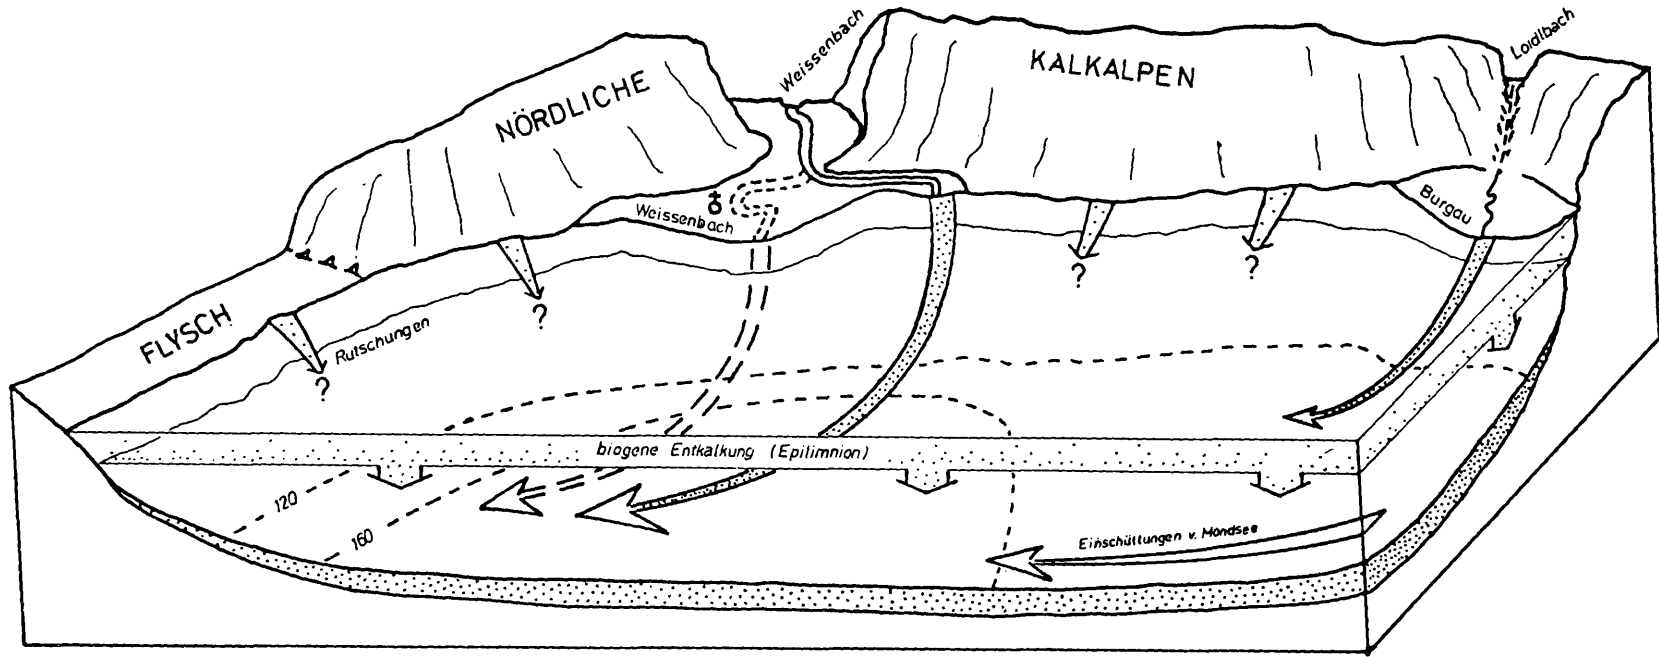 Weissenbach
Loidlbach
NÖRDLICHE
KALKALPEN
Weissenbach
Burgau
FLYSCH
Rutschungen
?
?
?
?
biogene Entkalkung (Epilimnion)
120
160
Einschüttungen v. Mondsee